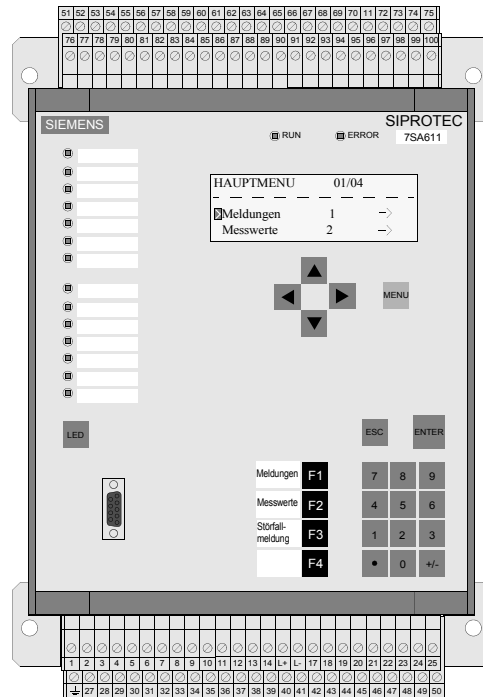 51 52 53 54 55 56 57 58 59 60 61 62 63 64 65 66 67 68 69 70 11 72 73 74 75
76 77 78 79 80 81 82 83 84 85 86 87 88 89 90 91 92 93 94 95 96 97 98 99 100
SIEMENS
SIPROTEC
RUN
ERROR
7SA611
HAUPTMENU 01/04
Meldungen 1
Messwerte 2
MENU
LED
ESC
ENTER
Meldungen F1
7 8 9
Messwerte F2
4 5 6
Störfall-
meldung F3
1 2 3
F4
• 0 +/-
1 2 3 4 5 6 7 8 9 10 11 12 13 14 L+ L- 17 18 19 20 21 22 23 24 25
27 28 29 30 31 32 33 34 35 36 37 38 39 40 41 42 43 44 45 46 47 48 49 50